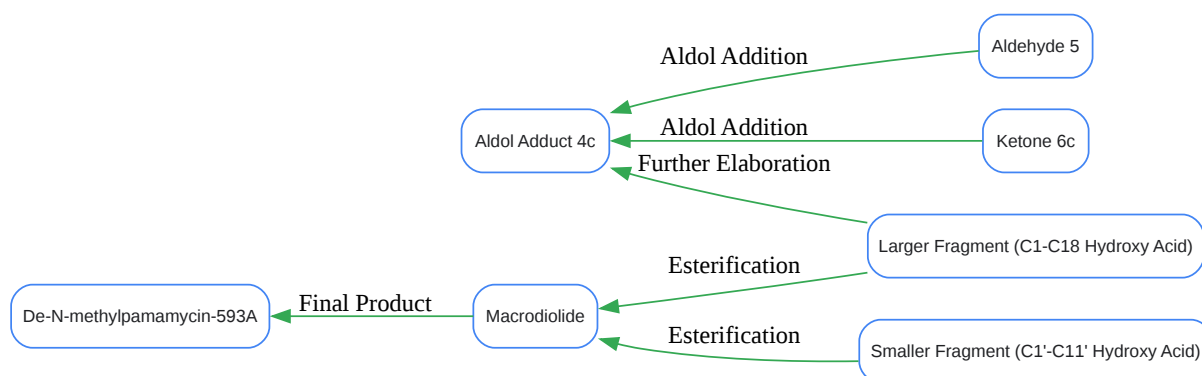 Aldehyde 5
Aldol Addition
Aldol Adduct 4c
Aldol Addition
Ketone 6c
Further Elaboration
Larger Fragment (C1-C18 Hydroxy Acid)
Esterification
De-N-methylpamamycin-593A
Final Product
Macrodiolide
Esterification
Smaller Fragment (C1'-C11' Hydroxy Acid)